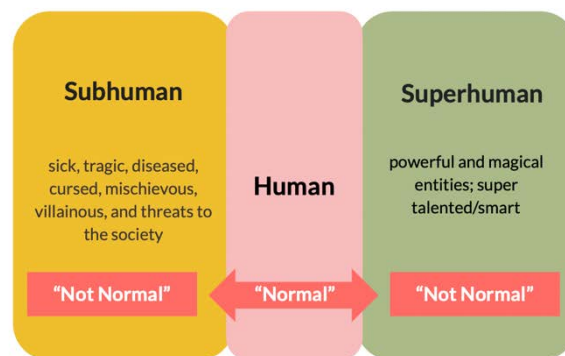 Subhuman
sick, tragic, diseased,
cursed, mischievous,
villainous, and threats to
the society
“Not Normal”
Human
“Normal”
Superhuman
powerful and magical
entities; super
talented/smart
“Not Normal”